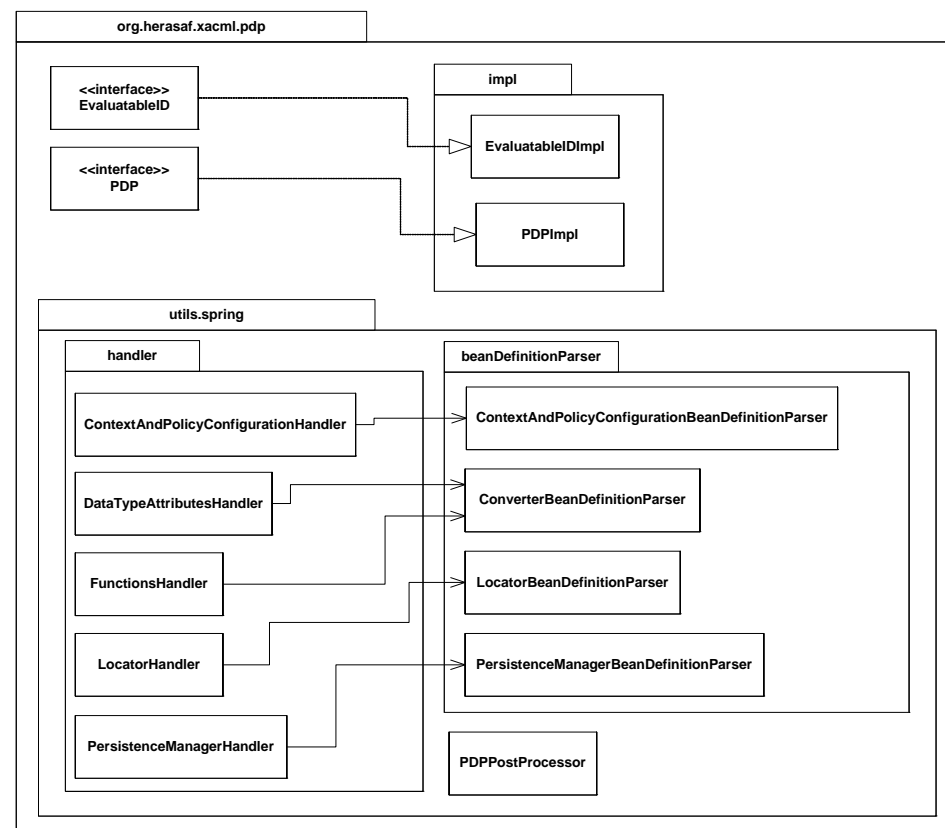 org.herasaf.xacml.pdp
<<interface>>
EvaluatableID
<<interface>>
PDP
impl
EvaluatableIDImpl
PDPImpl
utils.spring
handler
ContextAndPolicyConfigurationHandler
DataTypeAttributesHandler
FunctionsHandler
LocatorHandler
PersistenceManagerHandler
beanDefinitionParser
ContextAndPolicyConfigurationBeanDefinitionParser
ConverterBeanDefinitionParser
LocatorBeanDefinitionParser
PersistenceManagerBeanDefinitionParser
PDPPostProcessor